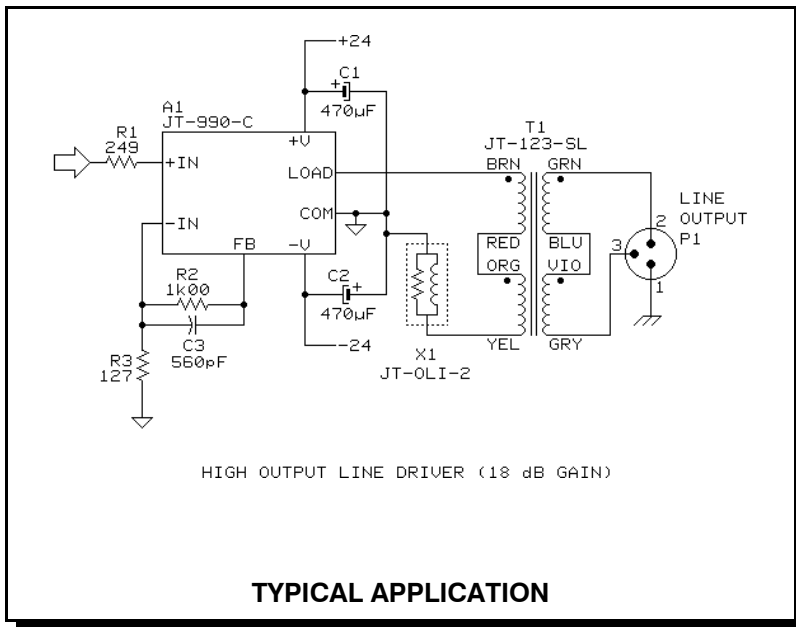 +24
C1
+
470µF
A1
JT-990-C
R1
249
+V
+IN
LOAD
-IN
COM
FB
-V
R2
1k00
C3
560pF
R3
127
C2
+
470µF
-24
X1
JT-OLI-2
T1
JT-123-SL
BRN GRN
RED BLU
ORG VIO
YEL GRY
LINE
OUTPUT
P1
2
3
1
HIGH OUTPUT LINE DRIVER (18 dB GAIN)
TYPICAL APPLICATION